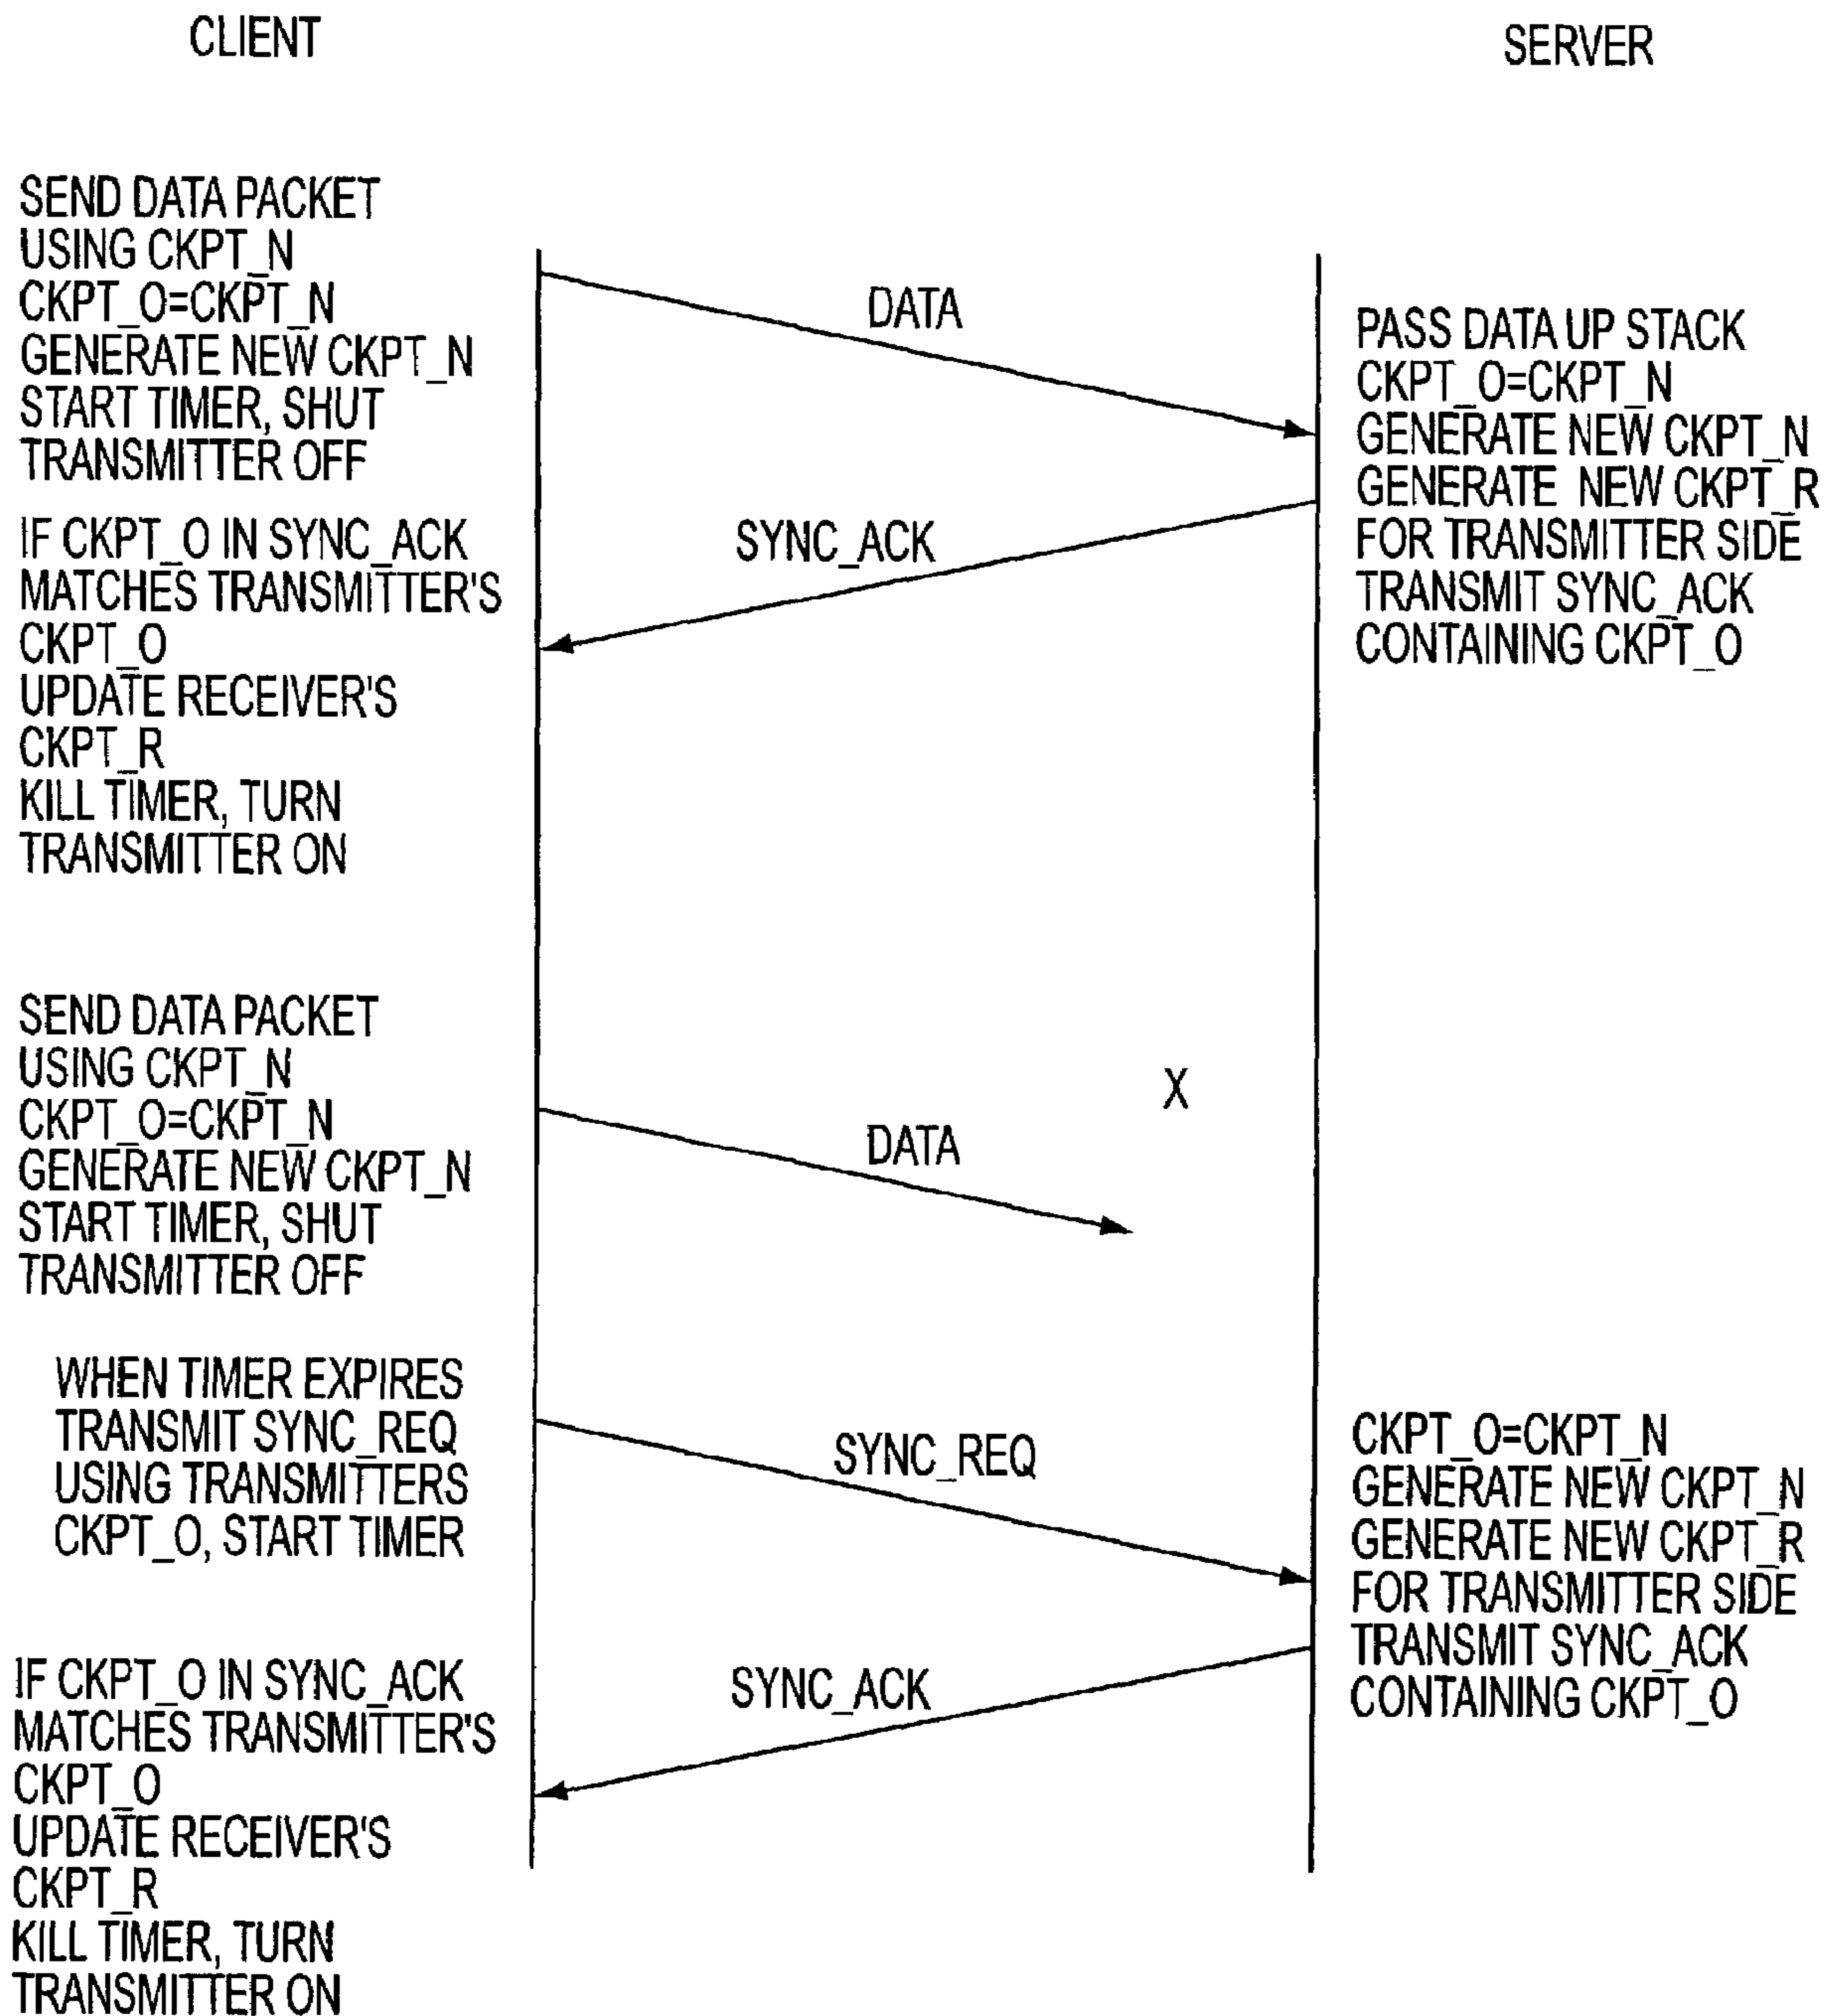 CLIENT
SERVER
SEND DATA PACKET
USING CKPT_N
CKPT_O=CKPT_N
GENERATE NEW CKPT_N
START TIMER, SHUT
TRANSMITTER OFF
DATA
PASS DATA UP STACK
CKPT_O=CKPT_N
GENERATE NEW CKPT_N
GENERATE NEW CKPT_R
FOR TRANSMITTER SIDE
TRANSMIT SYNC_ACK
CONTAINING CKPT_O
SYNC_ACK
IF CKPT_O IN SYNC_ACK
MATCHES TRANSMITTER'S
CKPT_O
UPDATE RECEIVER'S
CKPT_R
KILL TIMER, TURN
TRANSMITTER ON
SEND DATA PACKET
USING CKPT_N
CKPT_O=CKPT_N
GENERATE NEW CKPT_N
START TIMER, SHUT
TRANSMITTER OFF
X
DATA
WHEN TIMER EXPIRES
TRANSMIT SYNC_REQ
USING TRANSMITTERS
CKPT_O, START TIMER
SYNC_REQ
CKPT_O=CKPT_N
GENERATE NEW CKPT_N
GENERATE NEW CKPT_R
FOR TRANSMITTER SIDE
TRANSMIT SYNC_ACK
CONTAINING CKPT_O
SYNC_ACK
IF CKPT_O IN SYNC_ACK
MATCHES TRANSMITTER'S
CKPT_O
UPDATE RECEIVER'S
CKPT_R
KILL TIMER, TURN
TRANSMITTER ON